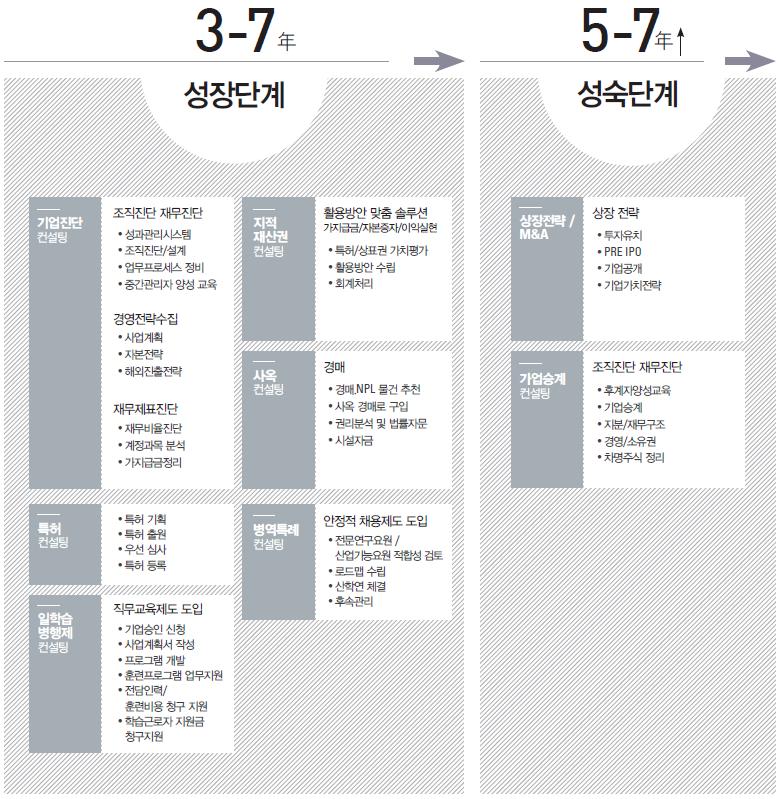 3-7年
성장단계
기업진단
컨설팅
조직진단 재무진단
• 성과관리시스템
• 조직진단/설계
• 업무프로세스 정비
• 중간관리자 양성 교육
경영전략수집
• 사업계획
• 자본전략
• 해외진출전략
재무제표진단
• 재무비율진단
• 계정과목 분석
• 가지급금정리
특허
컨설팅
• 특허 기획
• 특허 출원
• 우선 심사
• 특허 등록
일학습
병행제
컨설팅
직무교육제도 도입
• 기업승인 신청
• 사업계획서 작성
• 프로그램 개발
• 훈련프로그램 업무지원
• 전담인력/
훈련비용 청구 지원
• 학습근로자 지원금
청구지원
지적
재산권
컨설팅
활용방안 맞춤 솔루션
가지급금/자본증자/이익실현
• 특허/상표권 가치평가
• 활용방안 수립
• 회계처리
사옥
컨설팅
경매
• 경매,NPL 물건 추천
• 사옥 경매로 구입
• 권리분석 및 법률자문
• 시설자금
병역특례
컨설팅
안정적 채용제도 도입
• 전문연구요원 /
산업기능요원 적합성 검토
• 로드맵 수립
• 산학연 체결
• 후속관리
5-7年↑
성숙단계
상장전략 /
M&A
상장 전략
• 투자유치
• PRE IPO
• 기업공개
• 기업가치전략
가업승계
컨설팅
조직진단 재무진단
• 후계자양성교육
• 기업승계
• 지분/재무구조
• 경영/소유권
• 차명주식 정리